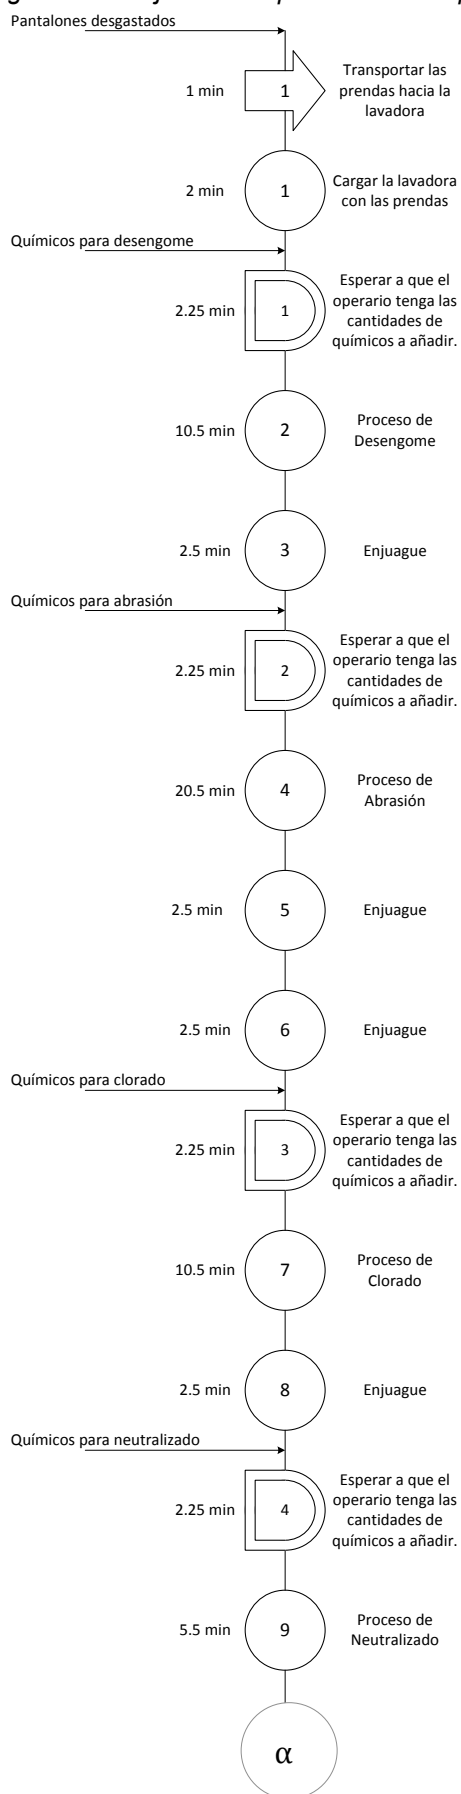 Pantalones desgastados
1 min
1
Transportar las
prendas hacia la
lavadora
2 min
1
Cargar la lavadora
con las prendas
Químicos para desengome
2.25 min
1
Esperar a que el
operario tenga las
cantidades de
químicos a añadir.
10.5 min
2
Proceso de
Desengome
2.5 min
3
Enjuague
Químicos para abrasión
2.25 min
2
Esperar a que el
operario tenga las
cantidades de
químicos a añadir.
20.5 min
4
Proceso de
Abrasión
2.5 min
5
Enjuague
2.5 min
6
Enjuague
Químicos para clorado
2.25 min
3
Esperar a que el
operario tenga las
cantidades de
químicos a añadir.
10.5 min
7
Proceso de
Clorado
2.5 min
8
Enjuague
Químicos para neutralizado
2.25 min
4
Esperar a que el
operario tenga las
cantidades de
químicos a añadir.
5.5 min
9
Proceso de
Neutralizado
α